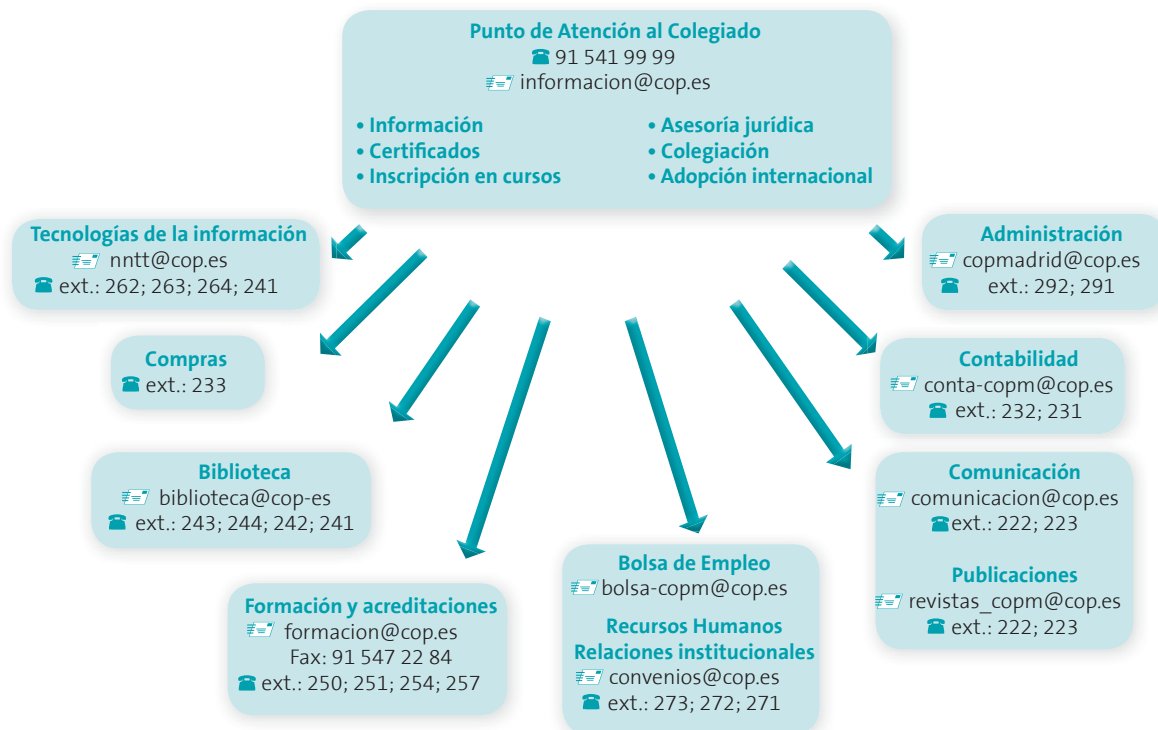 Punto de Atención al Colegiado
91 541 99 99
informacion@cop.es
• Información
• Certificados
• Inscripción en cursos
• Asesoría jurídica
• Colegiación
• Adopción internacional
Tecnologías de la información
nntt@cop.es
ext.: 262; 263; 264; 241
Administración
copmadrid@cop.es
ext.: 292; 291
Compras
ext.: 233
Contabilidad
conta-copm@cop.es
ext.: 232; 231
Biblioteca
biblioteca@cop-es
ext.: 243; 244; 242; 241
Comunicación
comunicacion@cop.es
ext.: 222; 223
Publicaciones
revistas_copm@cop.es
ext.: 222; 223
Formación y acreditaciones
formacion@cop.es
Fax: 91 547 22 84
ext.: 250; 251; 254; 257
Bolsa de Empleo
bolsa-copm@cop.es
Recursos Humanos
Relaciones institucionales
convenios@cop.es
ext.: 273; 272; 271